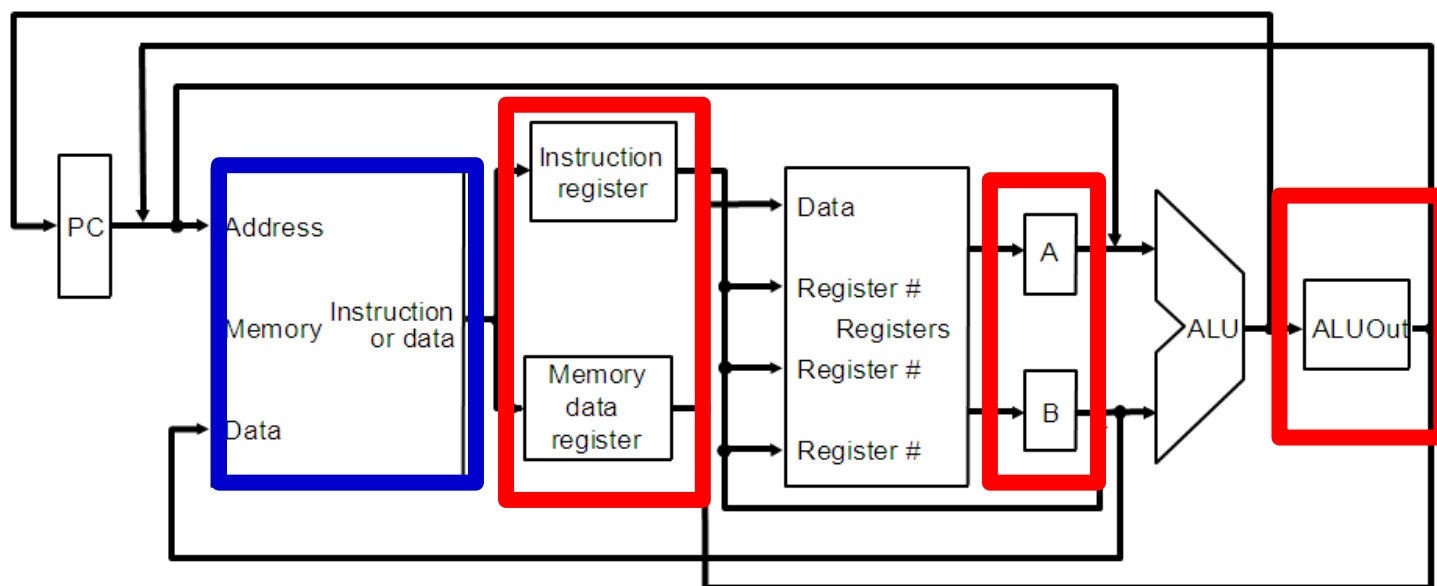 PC
Address
Memory
Instruction
or data
Data
Instruction
register
Memory
data
register
Data
Register #
Registers
Register #
Register #
A
B
ALU
ALUOut